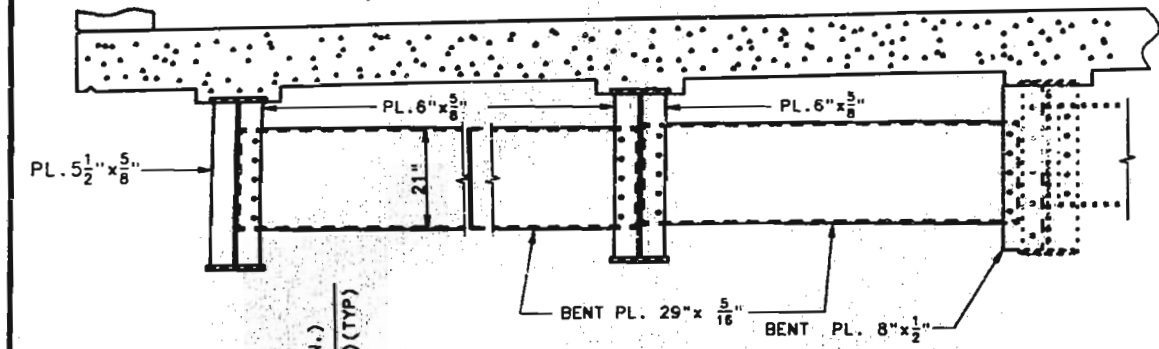 PL.6"x5/8"
PL.6"x5/8"
PL.5 1/2"x5/8"
21"
BENT PL. 29"x 5/16"
BENT PL. 8"x1/2"
)(TYP)